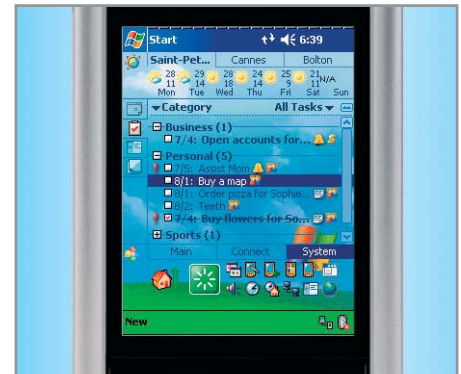 Start 6:39
Saint-Pet... Cannes Bolton
28 29 28 24 25 21 N/A
11 14 18 14 9 11
Mon Tue Wed Thu Fri Sat Sun
Category All Tasks
Business (1)
7/4: Open accounts for...
Personal (5)
7/5: Assist Mom
8/1: Buy a map
8/1: Order pizza for Sophie...
8/2: Teeth
7/4: Buy flowers for So...
Sports (1)
Main Connect System
New